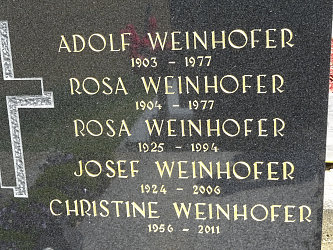 ADOLF WEINHOFER
1903 - 1977
ROSA WEINHOFER
1904 - 1977
ROSA WEINHOFER
1925 - 1994
JOSEF WEINHOFER
1924 - 2006
CHRISTINE WEINHOFER
1956 - 2011